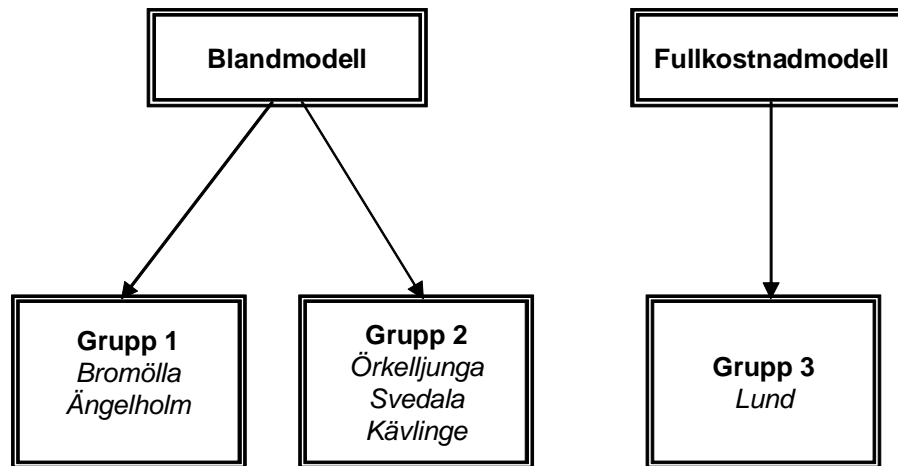 Blandmodell
Fullkostnadmodell
Grupp 1
Bromölla
Ängelholm
Grupp 2
Örkelljunga
Svedala
Kävlinge
Grupp 3
Lund